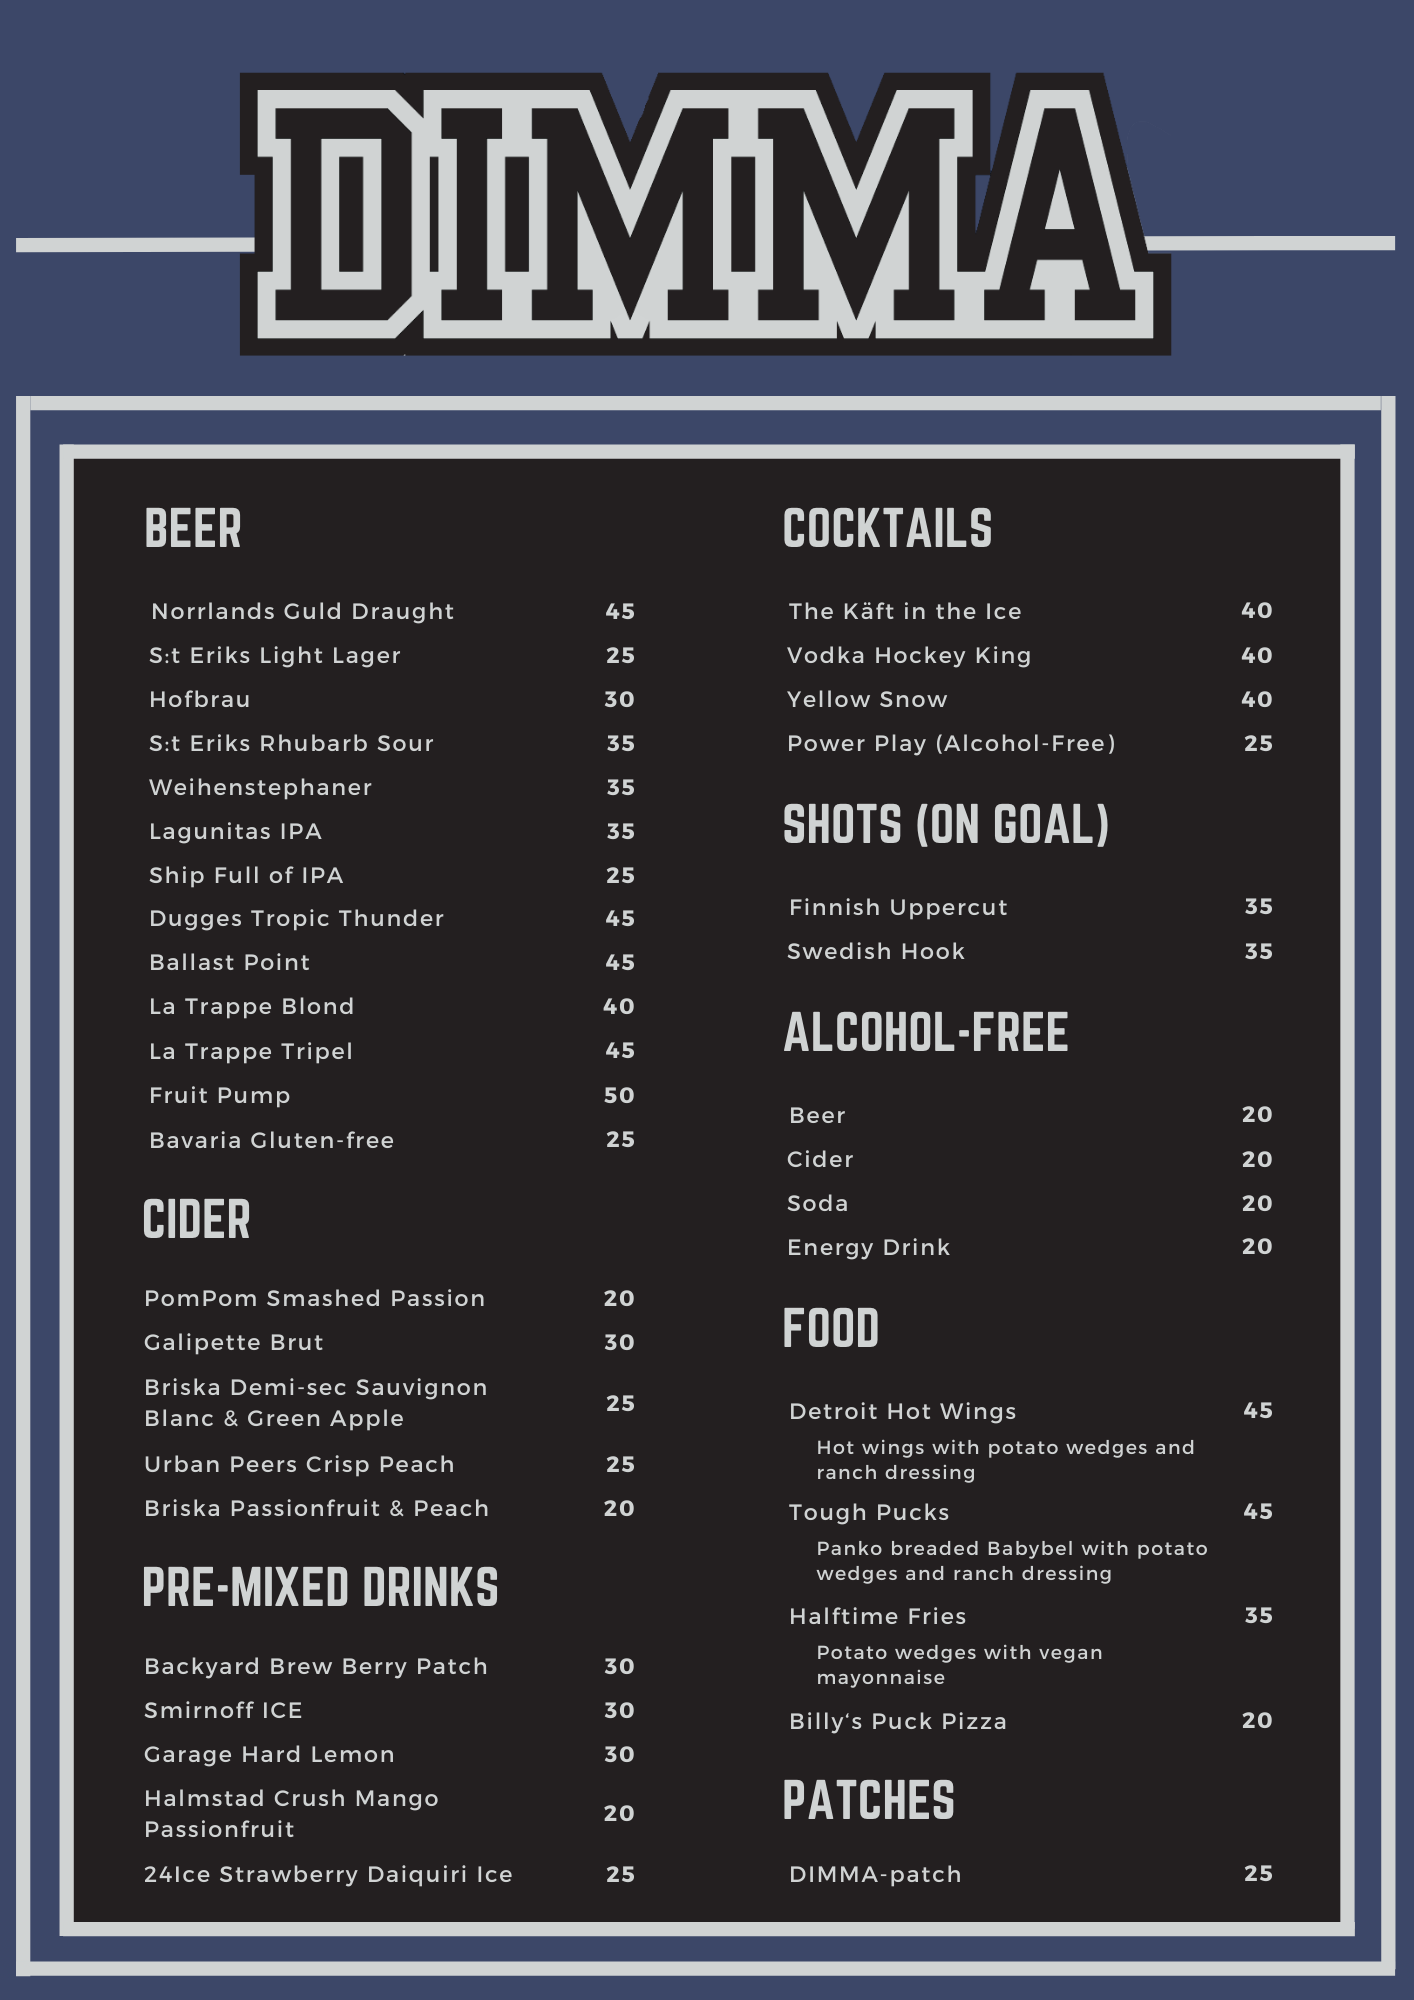 DIMMA
BEER
Norrlands Guld Draught 45
S:t Eriks Light Lager 25
Hofbrau 30
S:t Eriks Rhubarb Sour 35
Weihenstephaner 35
Lagunitas IPA 35
Ship Full of IPA 25
Dugges Tropic Thunder 45
Ballast Point 45
La Trappe Blond 40
La Trappe Tripel 45
Fruit Pump 50
Bavaria Gluten-free 25
CIDER
PomPom Smashed Passion 20
Galipette Brut 30
Briska Demi-sec Sauvignon
Blanc & Green Apple 25
Urban Peers Crisp Peach 25
Briska Passionfruit & Peach 20
PRE-MIXED DRINKS
Backyard Brew Berry Patch 30
Smirnoff ICE 30
Garage Hard Lemon 30
Halmstad Crush Mango
Passionfruit 20
24Ice Strawberry Daiquiri Ice 25
COCKTAILS
The Käft in the Ice 40
Vodka Hockey King 40
Yellow Snow 40
Power Play (Alcohol-Free) 25
SHOTS (ON GOAL)
Finnish Uppercut 35
Swedish Hook 35
ALCOHOL-FREE
Beer 20
Cider 20
Soda 20
Energy Drink 20
FOOD
Detroit Hot Wings 45
Hot wings with potato wedges and
ranch dressing
Tough Pucks 45
Panko breaded Babybel with potato
wedges and ranch dressing
Halftime Fries 35
Potato wedges with vegan
mayonnaise
Billy‘s Puck Pizza 20
PATCHES
DIMMA-patch 25